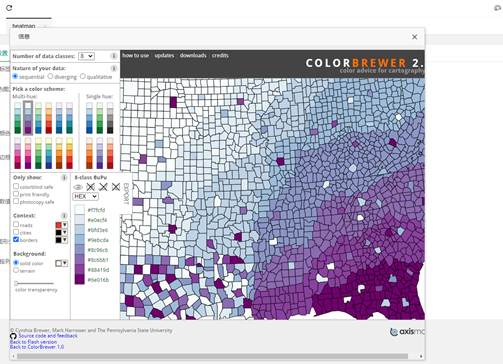 heatmap
信息
Number of data classes: 8
how to use updates downloads credits
COLORBREWER 2.
color advice for cartography
Nature of your data:
sequential diverging qualitative
Pick a color scheme:
Multi-hue: Single hue:
Only show:
colorblind safe
print friendly
photocopy safe
8-class BuPu
EXPORT
HEX
#f7fcfd
#e0ecf4
#bfd3e6
#9ebcda
#8c96c6
#8c6bb1
#88419d
#6e016b
Context:
roads
cities
borders
Background:
solid color
terrain
color transparency
© Cynthia Brewer, Mark Harrower and The Pennsylvania State University
Source code and feedback
Back to Flash version
Back to ColorBrewer 1.0
axismc